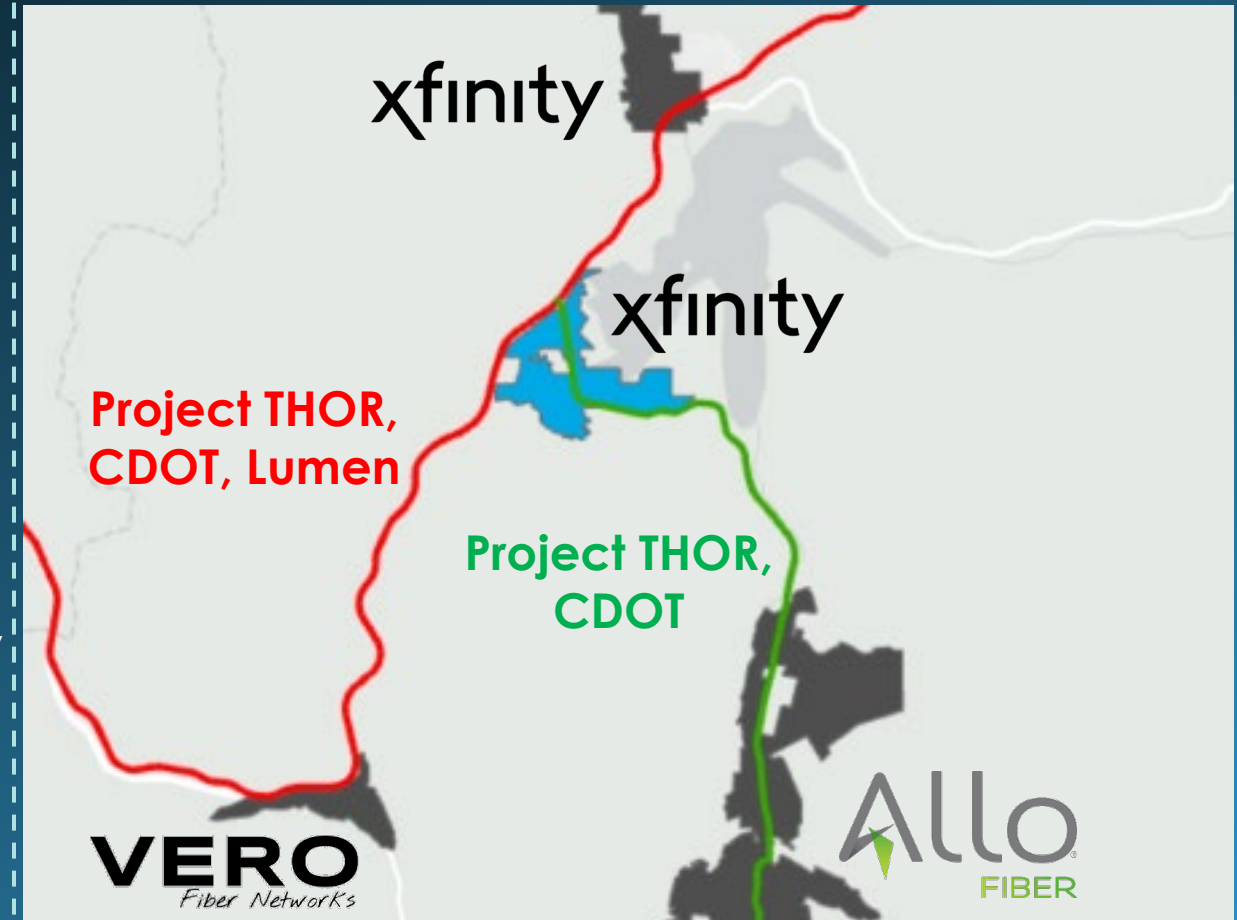 xfinity
xfinity
Project THOR,
CDOT, Lumen
Project THOR,
CDOT
VERO
Fiber Networks
Allo
FIBER